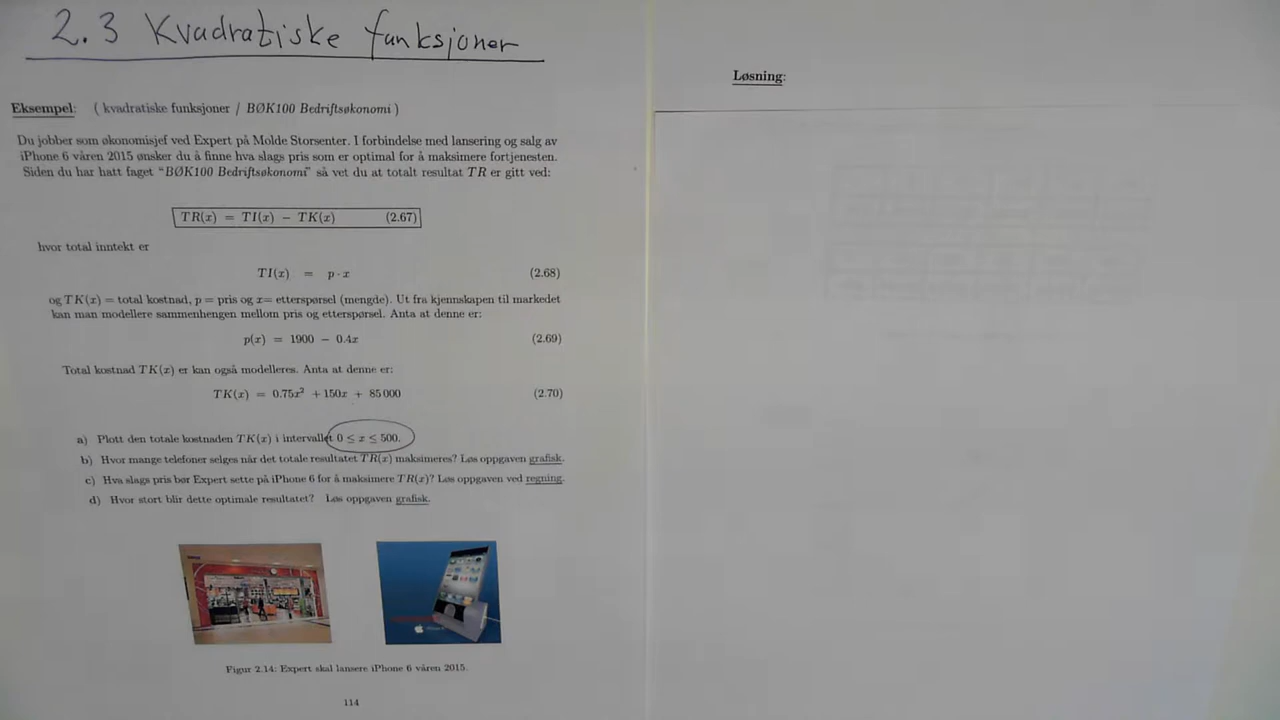 2.3 Kvadratiske funksjoner
Eksempel: ( kvadratiske funksjoner / BØK100 Bedriftsøkonomi )
Du jobber som økonomisjef ved Expert på Molde Storsenter. I forbindelse med lansering og salg av
iPhone 6 våren 2015 ønsker du å finne hva slags pris som er optimal for å maksimere fortjenesten.
Siden du har hatt faget "BØK100 Bedriftsøkonomi" så vet du at totalt resultat TR er gitt ved:
TR(x) = TI(x) − TK(x) (2.67)
hvor total inntekt er
TI(x) = p · x (2.68)
og TK(x) = total kostnad, p = pris og x= etterspørsel (mengde). Ut fra kjennskapen til markedet
kan man modellere sammenhengen mellom pris og etterspørsel. Anta at denne er:
p(x) = 1900 − 0.4x (2.69)
Total kostnad TK(x) er kan også modelleres. Anta at denne er:
TK(x) = 0.75x² + 150x + 85 000 (2.70)
a) Plott den totale kostnaden TK(x) i intervallet 0 ≤ x ≤ 500.
b) Hvor mange telefoner selges når det totale resultatet TR(x) maksimeres? Løs oppgaven grafisk.
c) Hva slags pris bør Expert sette på iPhone 6 for å maksimere TR(x)? Løs oppgaven ved regning.
d) Hvor stort blir dette optimale resultatet? Løs oppgaven grafisk.
Figur 2.14: Expert skal lansere iPhone 6 våren 2015.
114
Løsning: